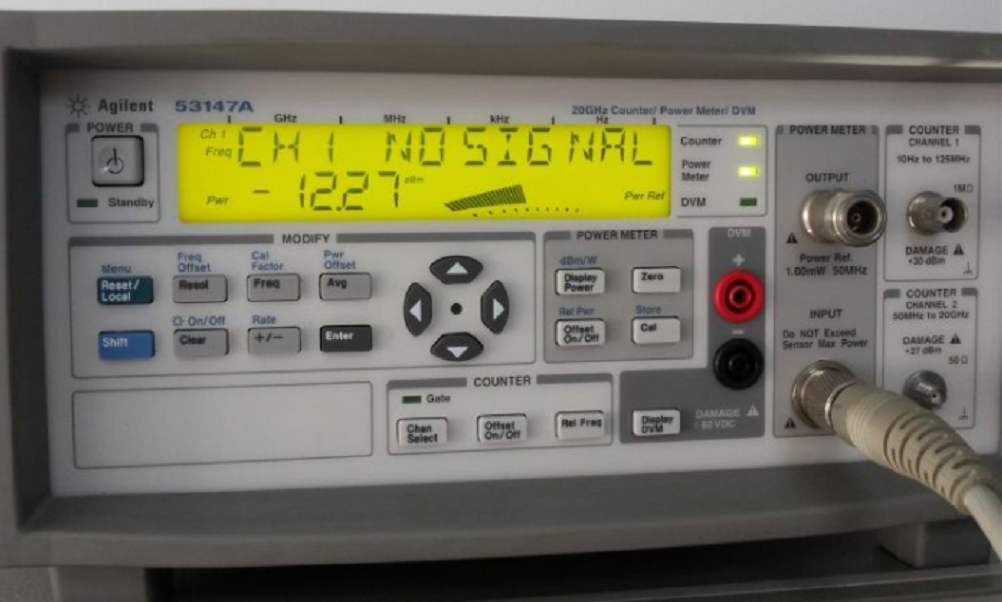 Agilent 53147A
20GHz Counter/ Power Meter/ DVM
POWER
Standby
GHz MHz kHz Hz
Ch 1
Freq CH1 NO SIGNAL
Pwr -12.27 dBm Pwr Ref
Counter
Power
Meter
DVM
MODIFY
Menu
Reset/
Local
Freq
Offset
Resol
Cal
Factor
Freq
Pwr
Offset
Avg
Shift
On/Off
Clear
Rate
+/−
Enter
POWER METER
dBm/W
Display
Power
Zero
Rel Pwr
Offset
On/Off
Store
Cal
COUNTER
Gate
Chan
Select
Offset
On/Off
Rel Freq
DVM
+
−
Display
DVM
DAMAGE
60 VDC
POWER METER
OUTPUT
Power Ref.
1.00mW 50MHz
INPUT
Do NOT Exceed
Sensor Max Power
COUNTER
CHANNEL 1
10Hz to 125MHz
1MΩ
DAMAGE
+30 dBm
COUNTER
CHANNEL 2
50MHz to 20GHz
DAMAGE
+27 dBm
50 Ω